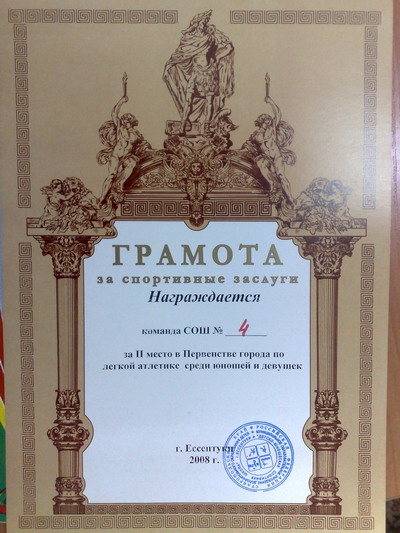 ГРАМОТА
за спортивные заслуги
Награждается
команда СОШ № 4
за II место в Первенстве города по
легкой атлетике среди юношей и девушек
г. Ессентуки
2008 г.